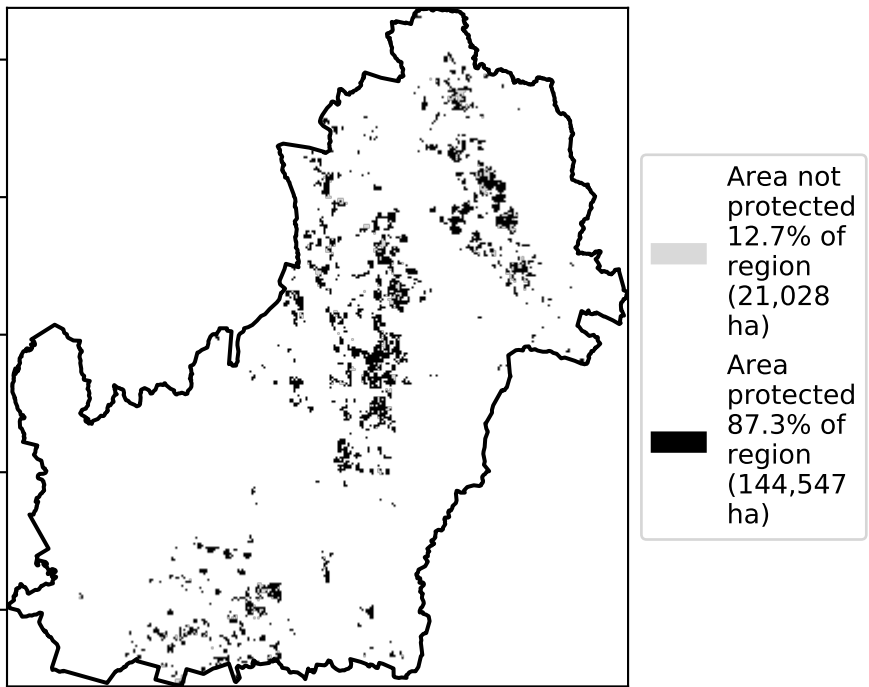 Area not
protected
12.7% of
region
(21,028
ha)
Area
protected
87.3% of
region
(144,547
ha)